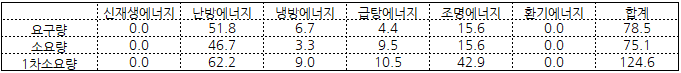 신재생에너지 난방에너지 냉방에너지 급탕에너지 조명에너지 환기에너지 합계
요구량 0.0 51.8 6.7 4.4 15.6 0.0 78.5
소요량 0.0 46.7 3.3 9.5 15.6 0.0 75.1
1차소요량 0.0 62.2 9.0 10.5 42.9 0.0 124.6